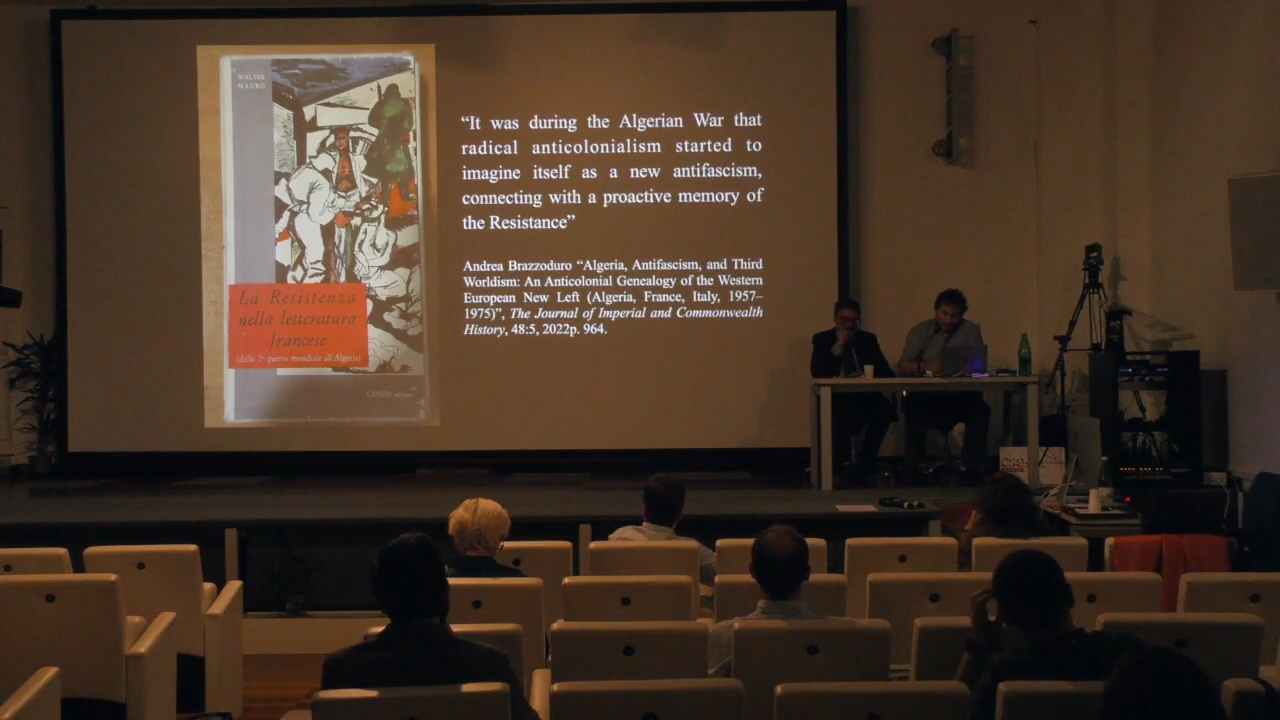 WALTER
MAURO
La Resistenza
nella letteratura
francese
(dalla 2ª guerra mondiale all'Algeria)
“It was during the Algerian War that
radical anticolonialism started to
imagine itself as a new antifascism,
connecting with a proactive memory of
the Resistance”
Andrea Brazzoduro “Algeria, Antifascism, and Third
Worldism: An Anticolonial Genealogy of the Western
European New Left (Algeria, France, Italy, 1957–
1975)”, The Journal of Imperial and Commonwealth
History, 48:5, 2022p. 964.